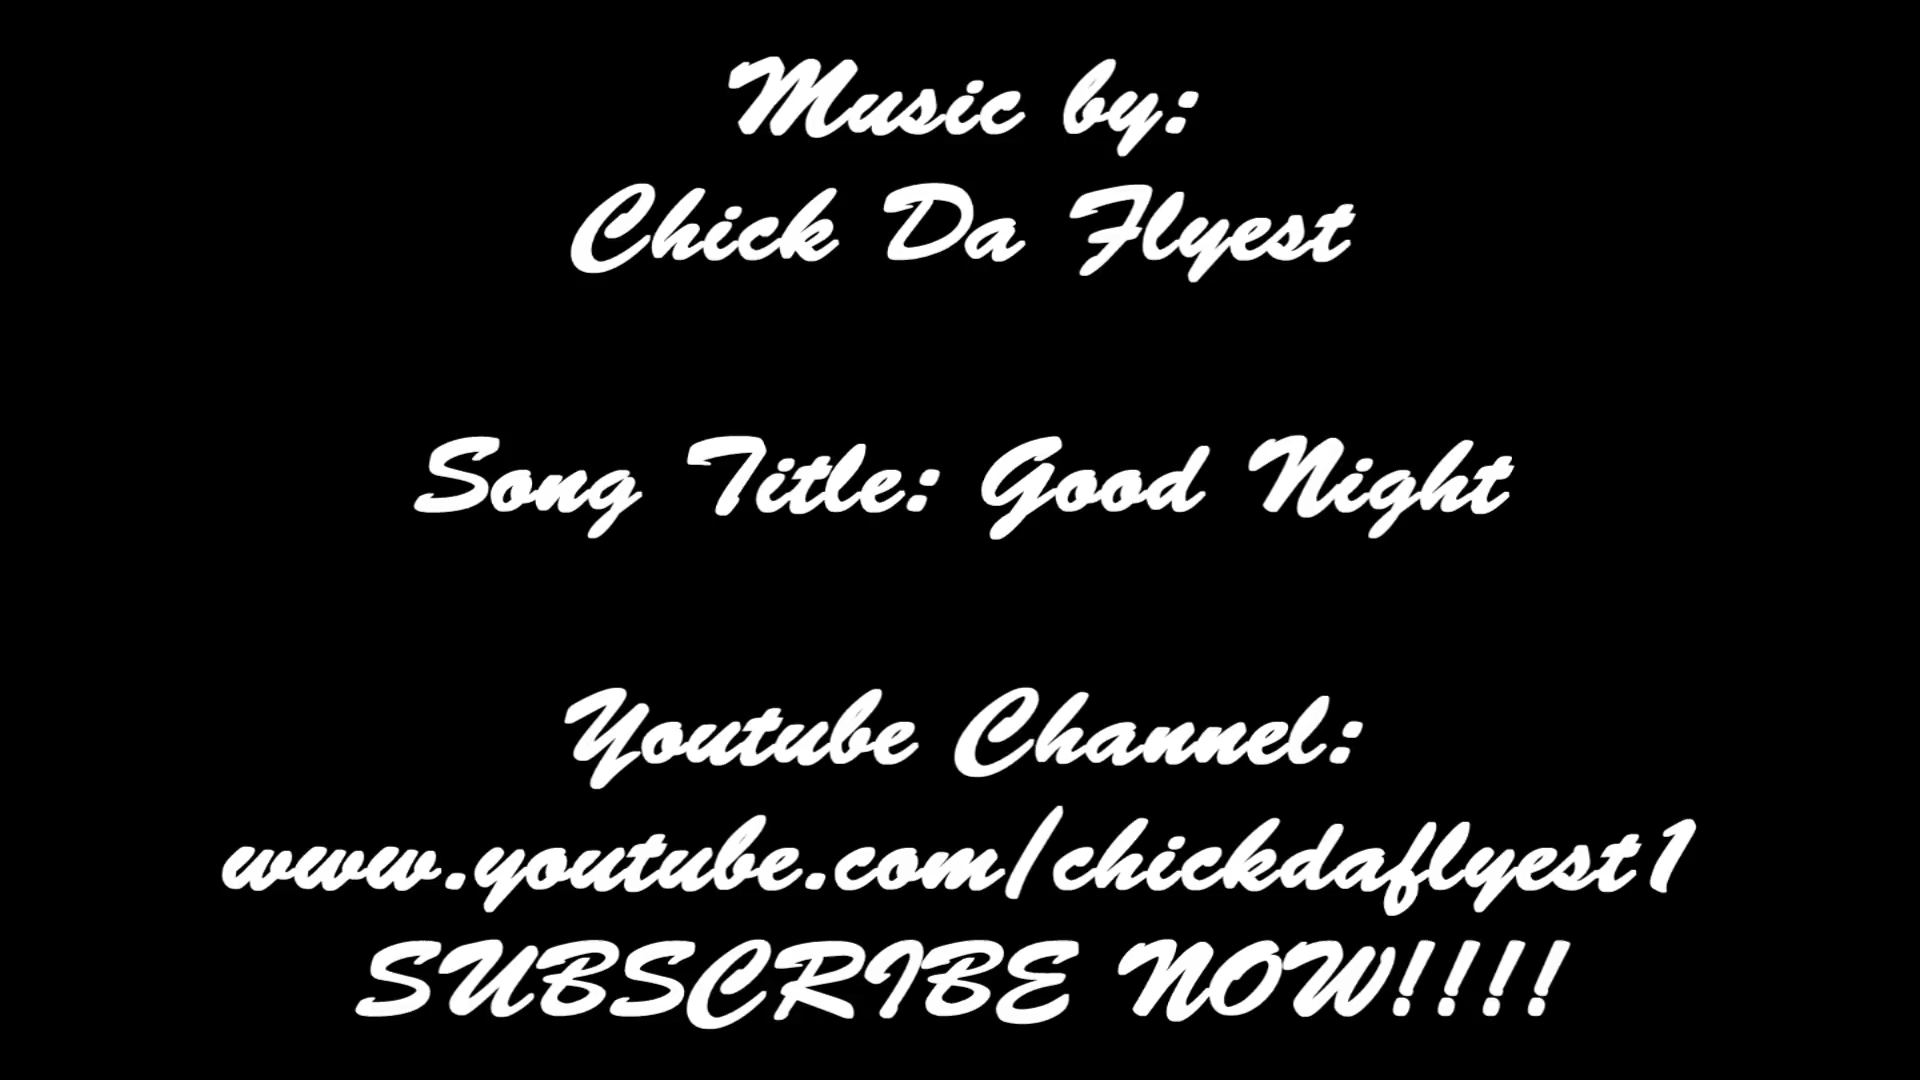 Music by:
Chick Da Flyest
Song Title: Good Night
Youtube Channel:
www.youtube.com/chickdaflyest1
SUBSCRIBE NOW!!!!